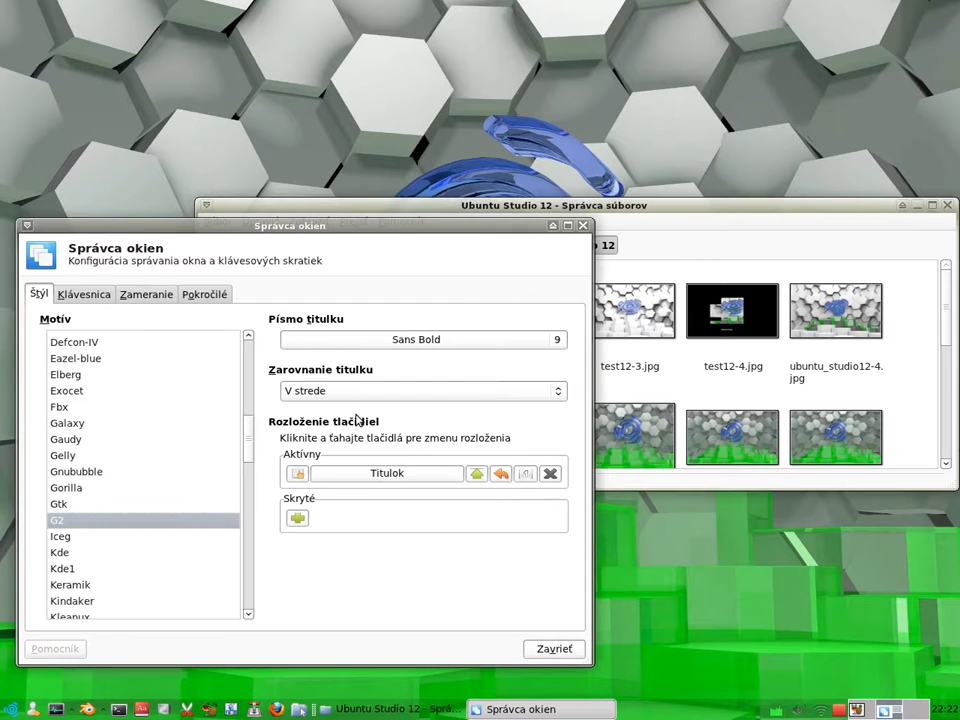 Ubuntu Studio 12 - Správca súborov
Správca okien
Správca okien
Konfigurácia správania okna a klávesových skratiek
12
Štýl
Klávesnica
Zameranie
Pokročilé
Motív
Defcon-IV
Eazel-blue
Elberg
Exocet
Fbx
Galaxy
Gaudy
Gelly
Gnububble
Gorilla
Gtk
G2
Iceg
Kde
Kde1
Keramik
Kindaker
Kleanux
Písmo titulku
Sans Bold 9
Zarovnanie titulku
V strede
Rozloženie tlačidiel
Kliknite a ťahajte tlačidlá pre zmenu rozloženia
Aktívny
Titulok
Skryté
Pomocník
Zavrieť
test12-3.jpg
test12-4.jpg
ubuntu_studio12-4.
jpg
Ubuntu Studio 12 - Sprá...
Správca okien
22:22